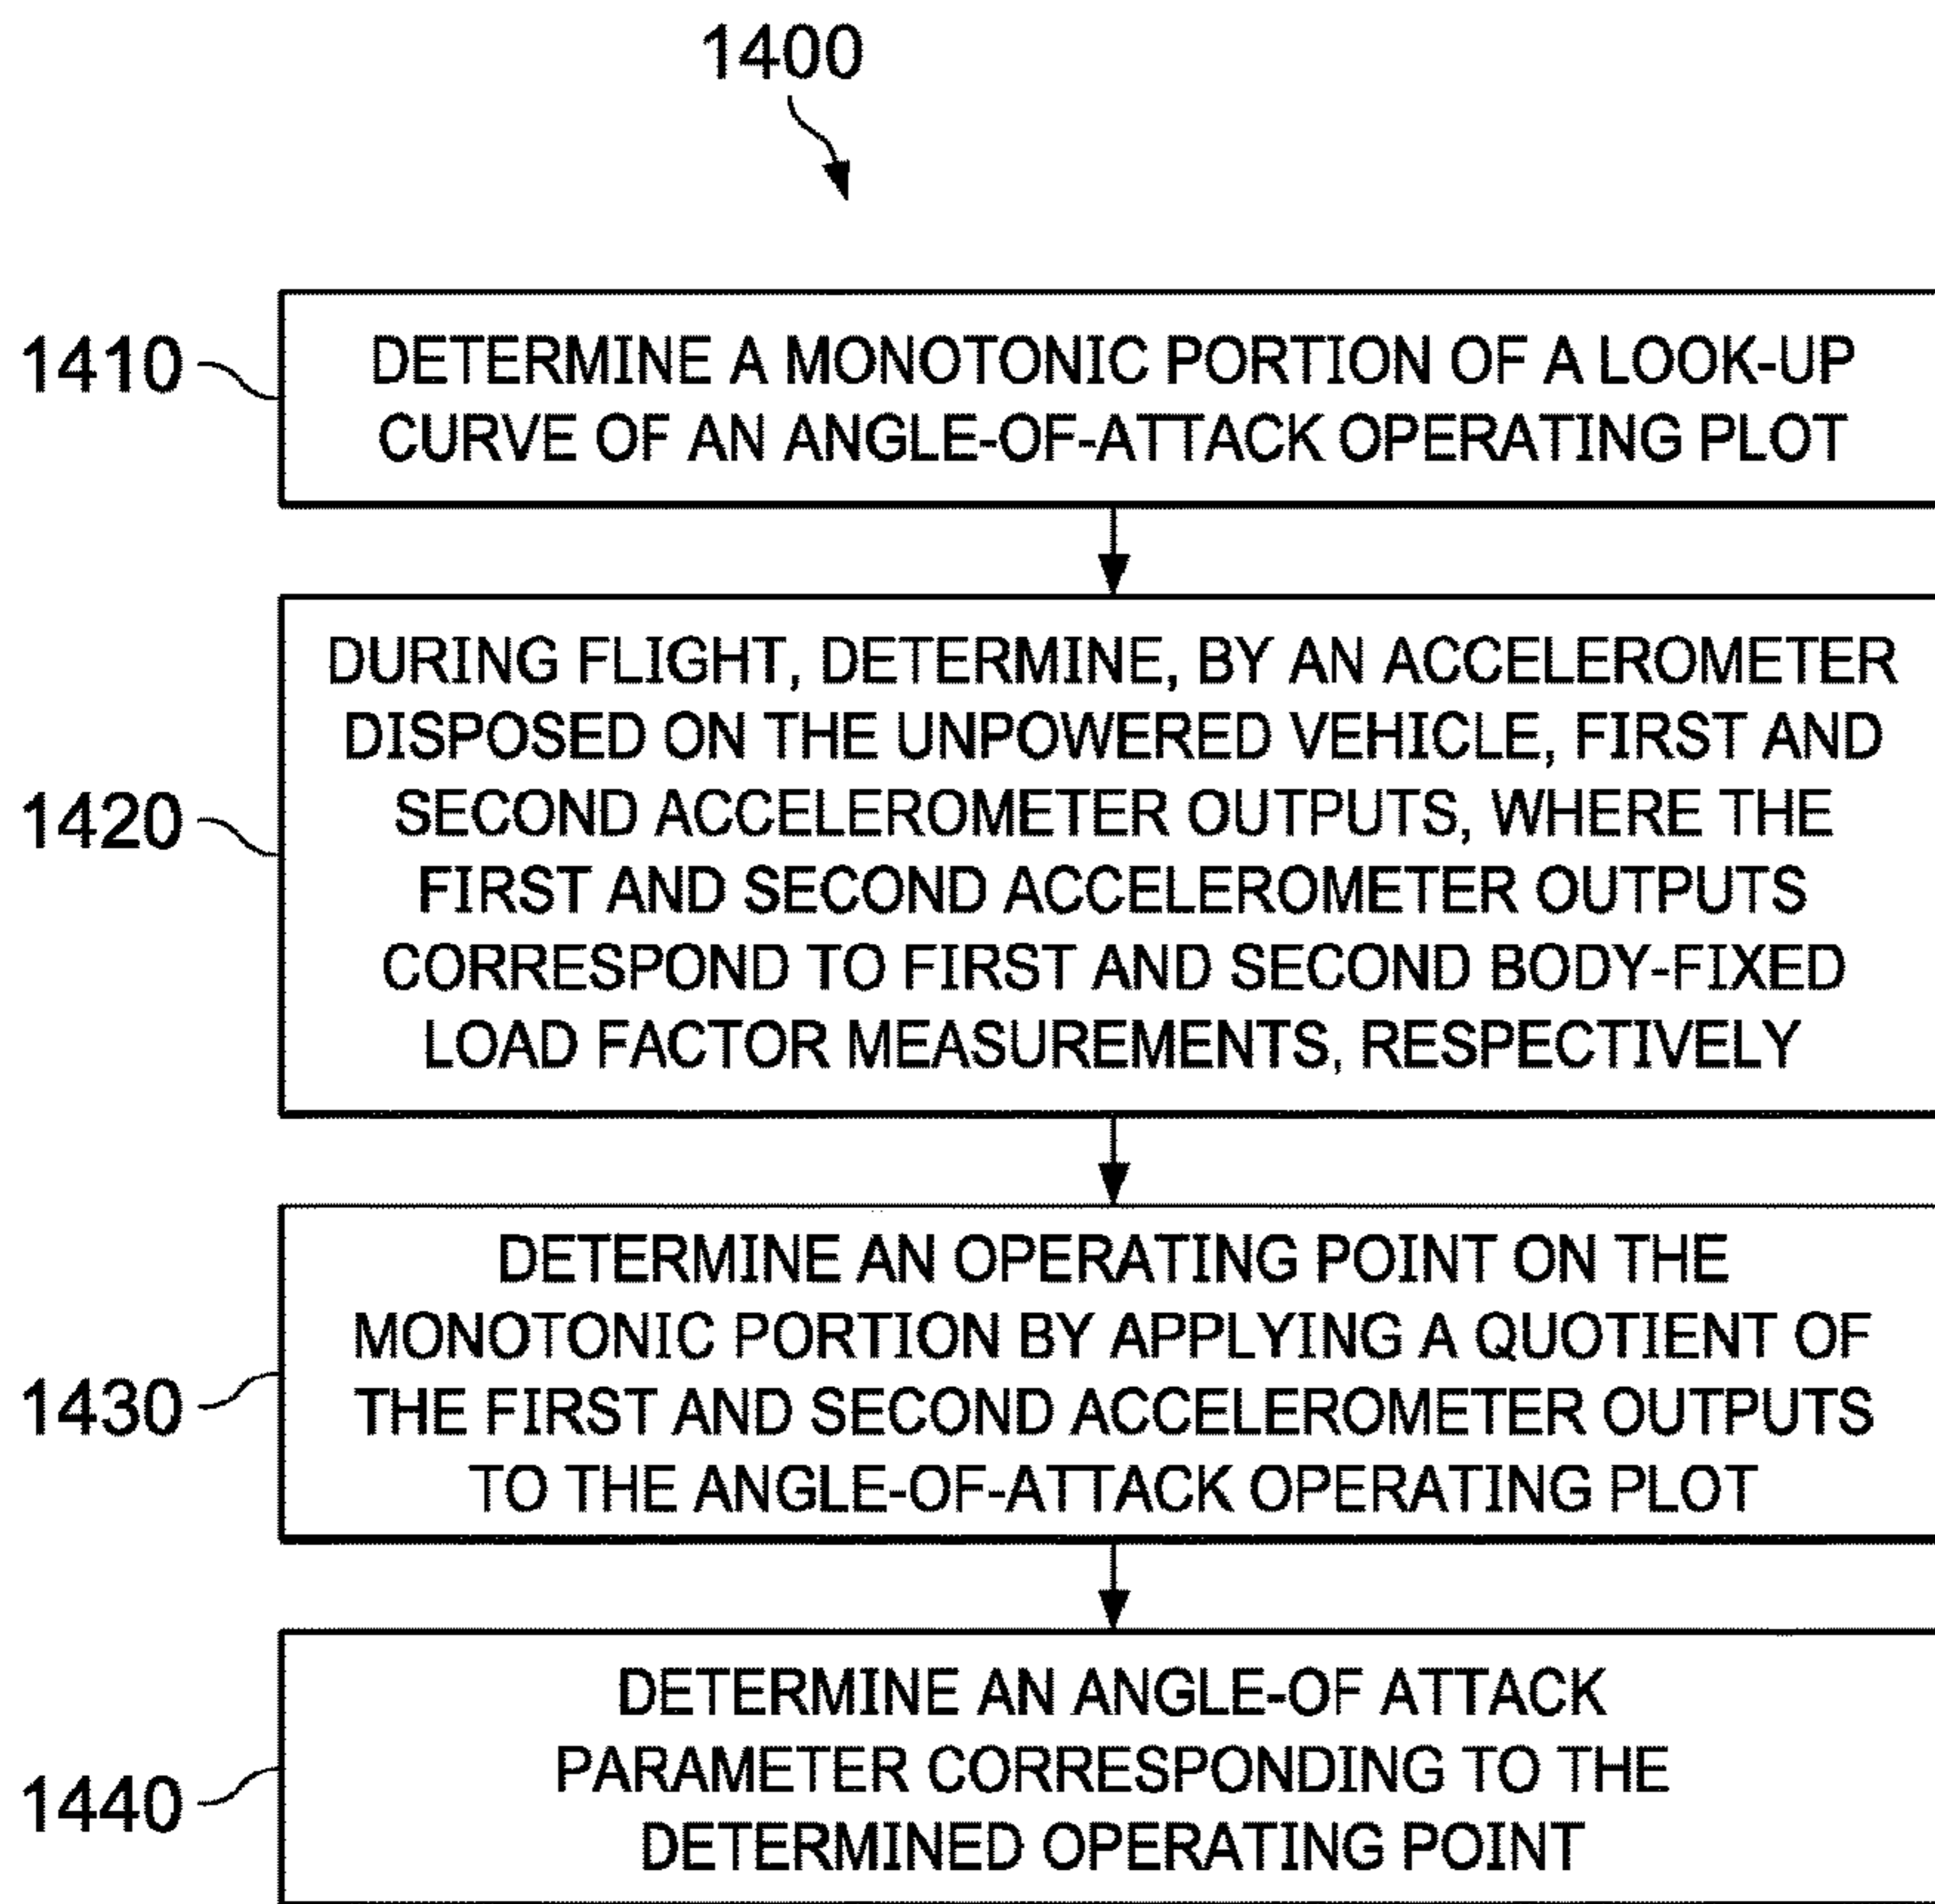 1400
1410
DETERMINE A MONOTONIC PORTION OF A LOOK-UP
CURVE OF AN ANGLE-OF-ATTACK OPERATING PLOT
1420
DURING FLIGHT, DETERMINE, BY AN ACCELEROMETER
DISPOSED ON THE UNPOWERED VEHICLE, FIRST AND
SECOND ACCELEROMETER OUTPUTS, WHERE THE
FIRST AND SECOND ACCELEROMETER OUTPUTS
CORRESPOND TO FIRST AND SECOND BODY-FIXED
LOAD FACTOR MEASUREMENTS, RESPECTIVELY
1430
DETERMINE AN OPERATING POINT ON THE
MONOTONIC PORTION BY APPLYING A QUOTIENT OF
THE FIRST AND SECOND ACCELEROMETER OUTPUTS
TO THE ANGLE-OF-ATTACK OPERATING PLOT
1440
DETERMINE AN ANGLE-OF ATTACK
PARAMETER CORRESPONDING TO THE
DETERMINED OPERATING POINT